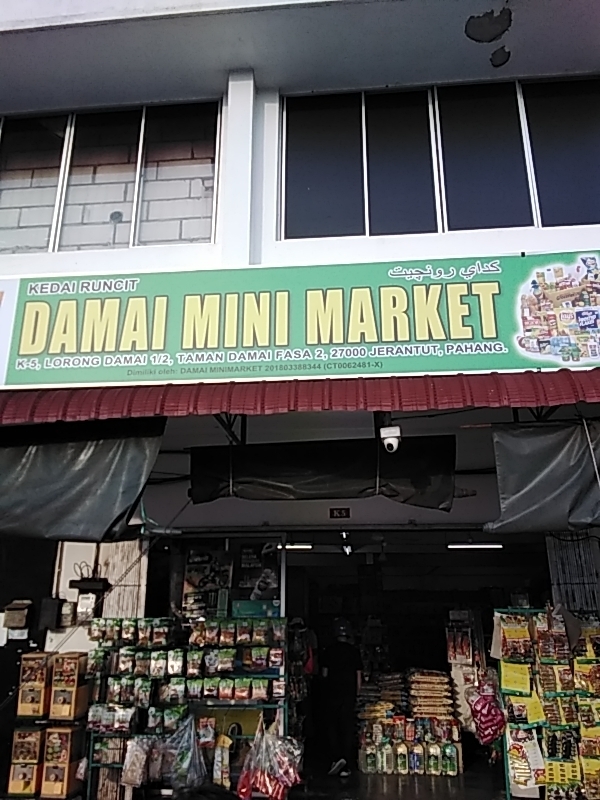 KEDAI RUNCIT
كداي رونچيت
DAMAI MINI MARKET
K-5, LORONG DAMAI 1/2, TAMAN DAMAI FASA 2, 27000 JERANTUT, PAHANG.
Dimiliki oleh: DAMAI MINIMARKET 201803388344 (CT0062481-X)
K5